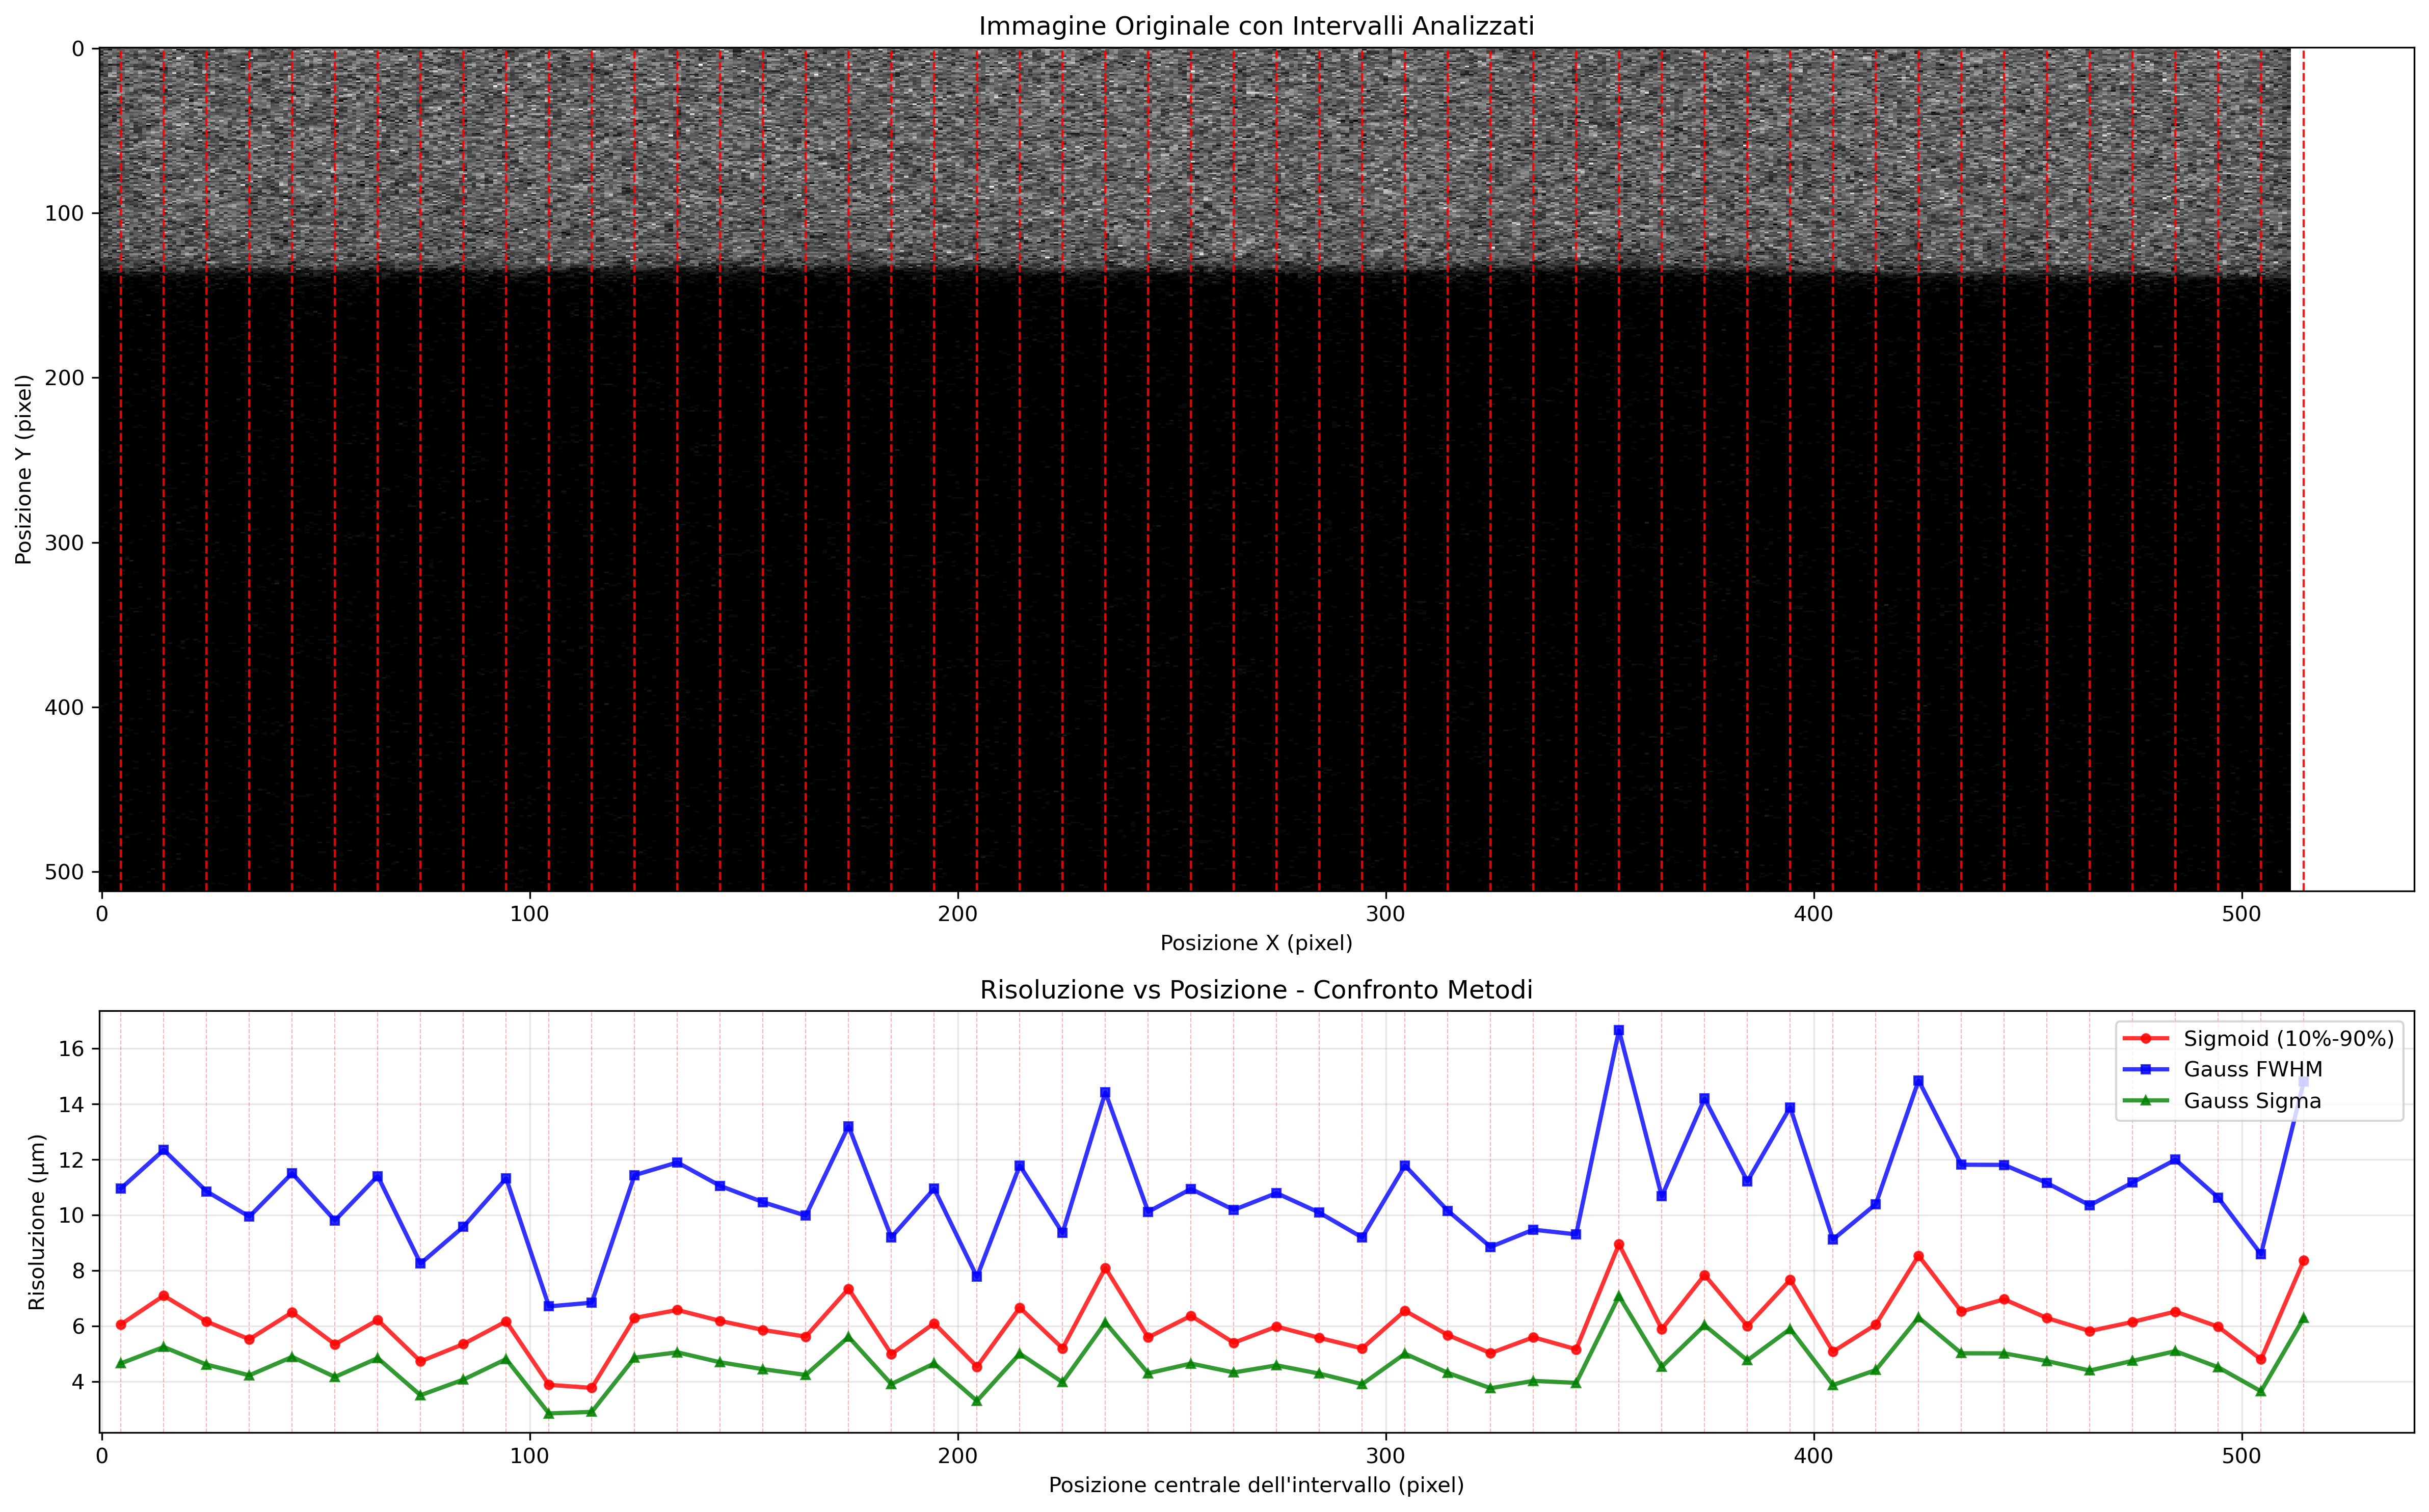 Immagine Originale con Intervalli Analizzati
0
100
200
300
400
500
Posizione Y (pixel)
0 100 200 300 400 500
Posizione X (pixel)
Risoluzione vs Posizione - Confronto Metodi
16
14
12
10
8
6
4
Risoluzione (μm)
Sigmoid (10%-90%)
Gauss FWHM
Gauss Sigma
0 100 200 300 400 500
Posizione centrale dell'intervallo (pixel)